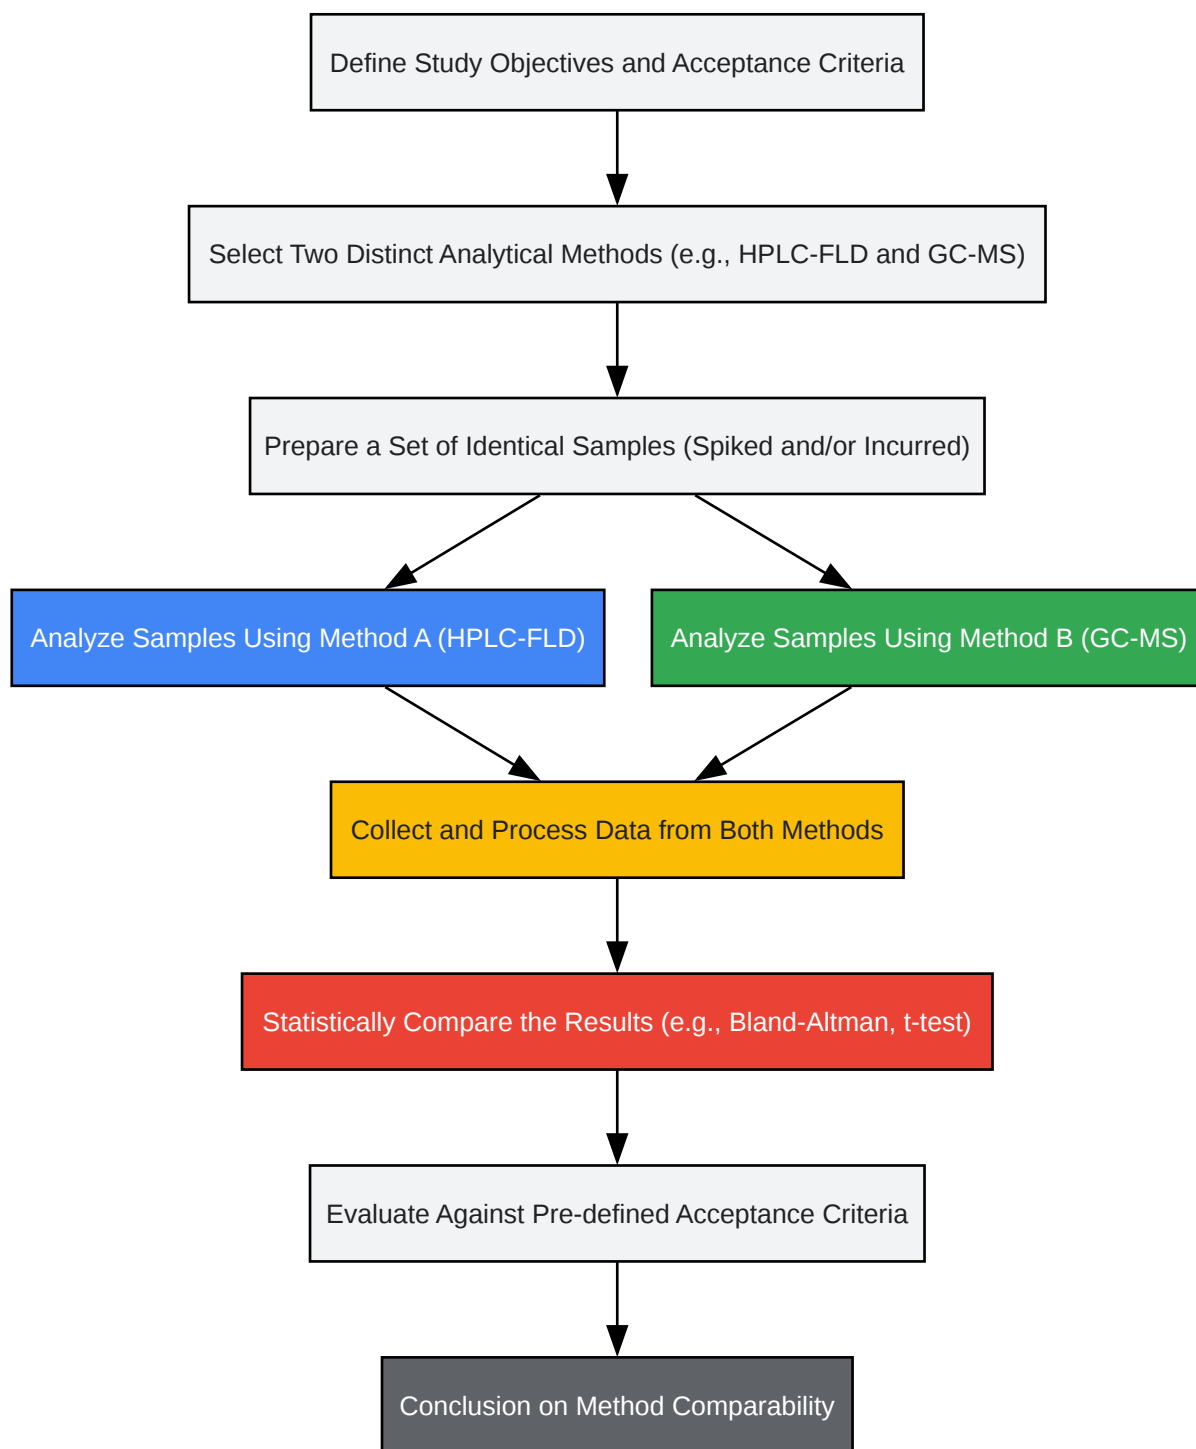 Define Study Objectives and Acceptance Criteria
Select Two Distinct Analytical Methods (e.g., HPLC-FLD and GC-MS)
Prepare a Set of Identical Samples (Spiked and/or Incurred)
Analyze Samples Using Method A (HPLC-FLD)
Analyze Samples Using Method B (GC-MS)
Collect and Process Data from Both Methods
Statistically Compare the Results (e.g., Bland-Altman, t-test)
Evaluate Against Pre-defined Acceptance Criteria
Conclusion on Method Comparability